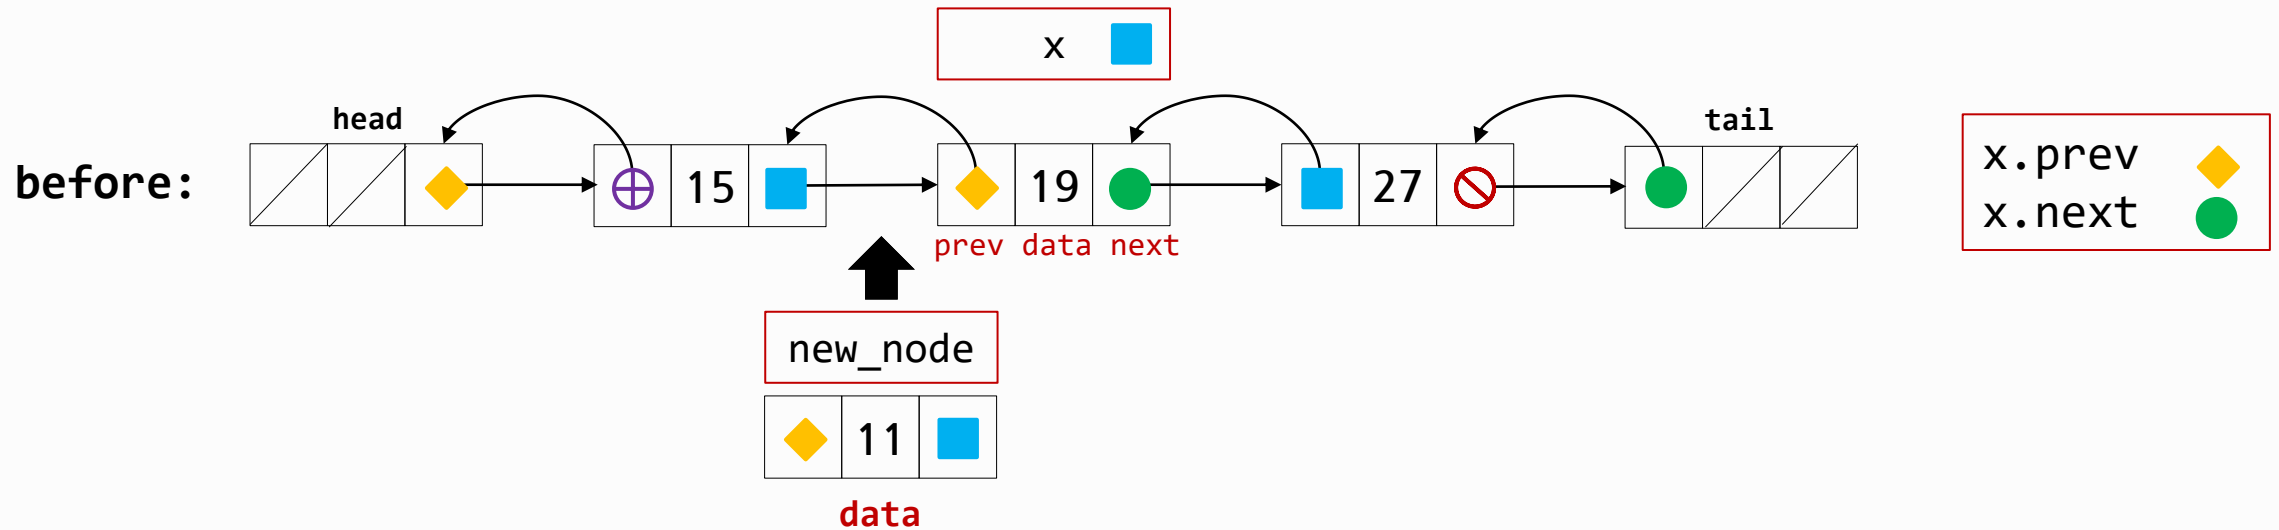 x
head
tail
before:
15
19
27
prev data next
x.prev
x.next
new_node
11
data